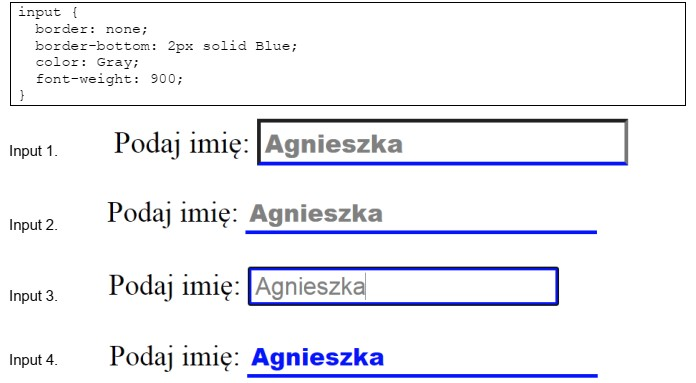 input {
  border: none;
  border-bottom: 2px solid Blue;
  color: Gray;
  font-weight: 900;
}
Input 1. Podaj imię: Agnieszka
Input 2. Podaj imię: Agnieszka
Input 3. Podaj imię: Agnieszka
Input 4. Podaj imię: Agnieszka